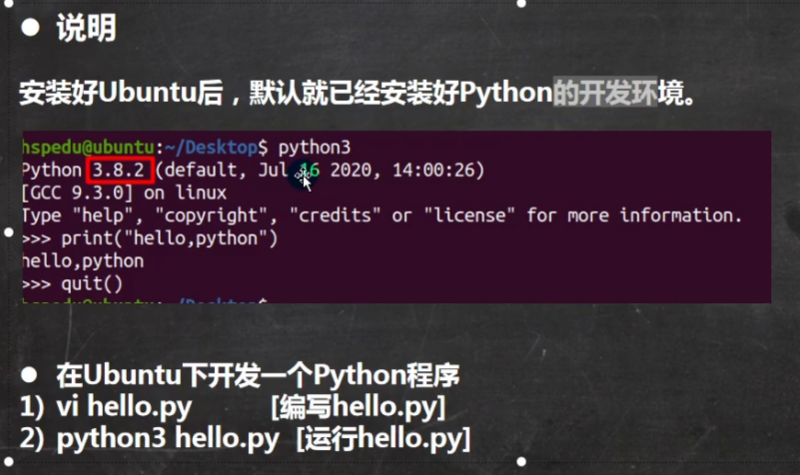 ● 说明
安装好Ubuntu后，默认就已经安装好Python的开发环境。
hspedu@ubuntu:~/Desktop$ python3
Python 3.8.2 (default, Jul 16 2020, 14:00:26)
[GCC 9.3.0] on linux
Type "help", "copyright", "credits" or "license" for more information.
>>> print("hello,python")
hello,python
>>> quit()
hspedu@ubuntu:~/Desktop$
● 在Ubuntu下开发一个Python程序
1) vi hello.py [编写hello.py]
2) python3 hello.py [运行hello.py]